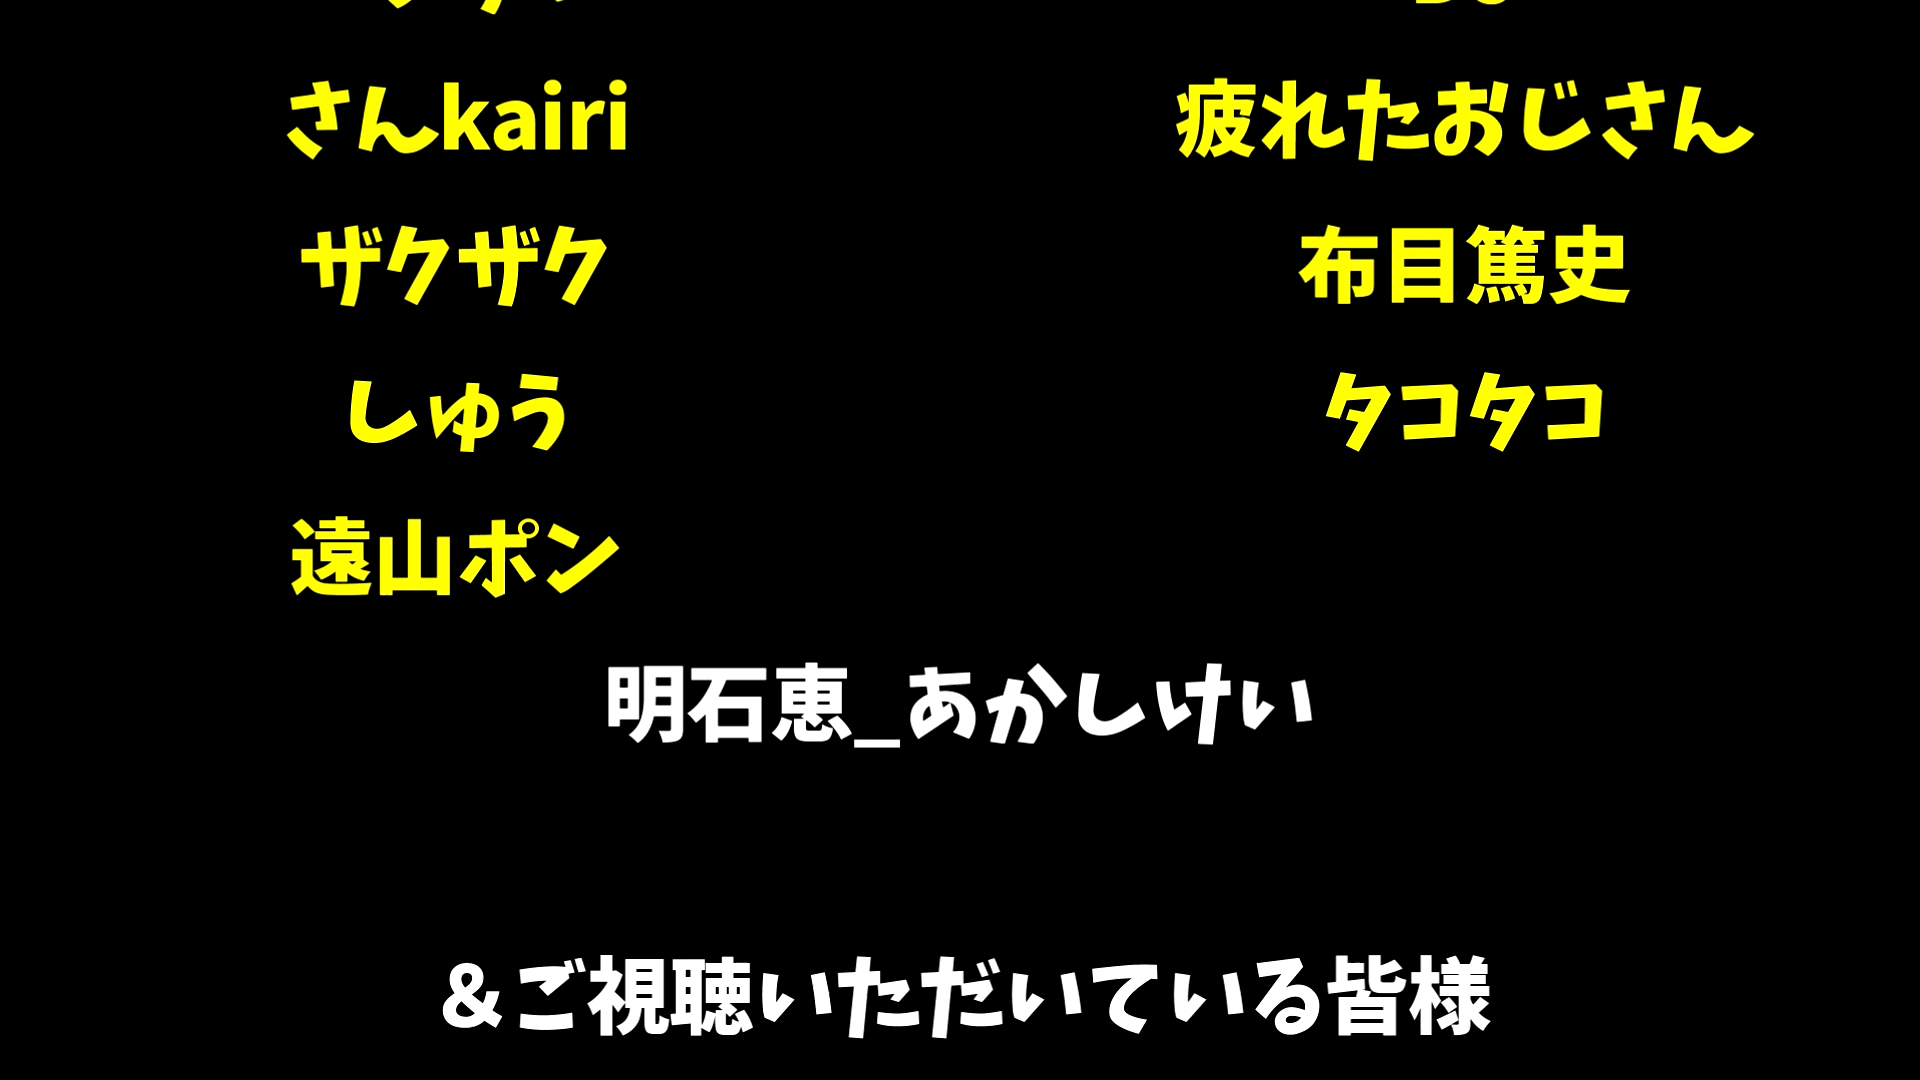 さんkairi
疲れたおじさん
ザクザク
布目篤史
しゅう
タコタコ
遠山ポン
明石恵_あかしけい
&ご視聴いただいている皆様